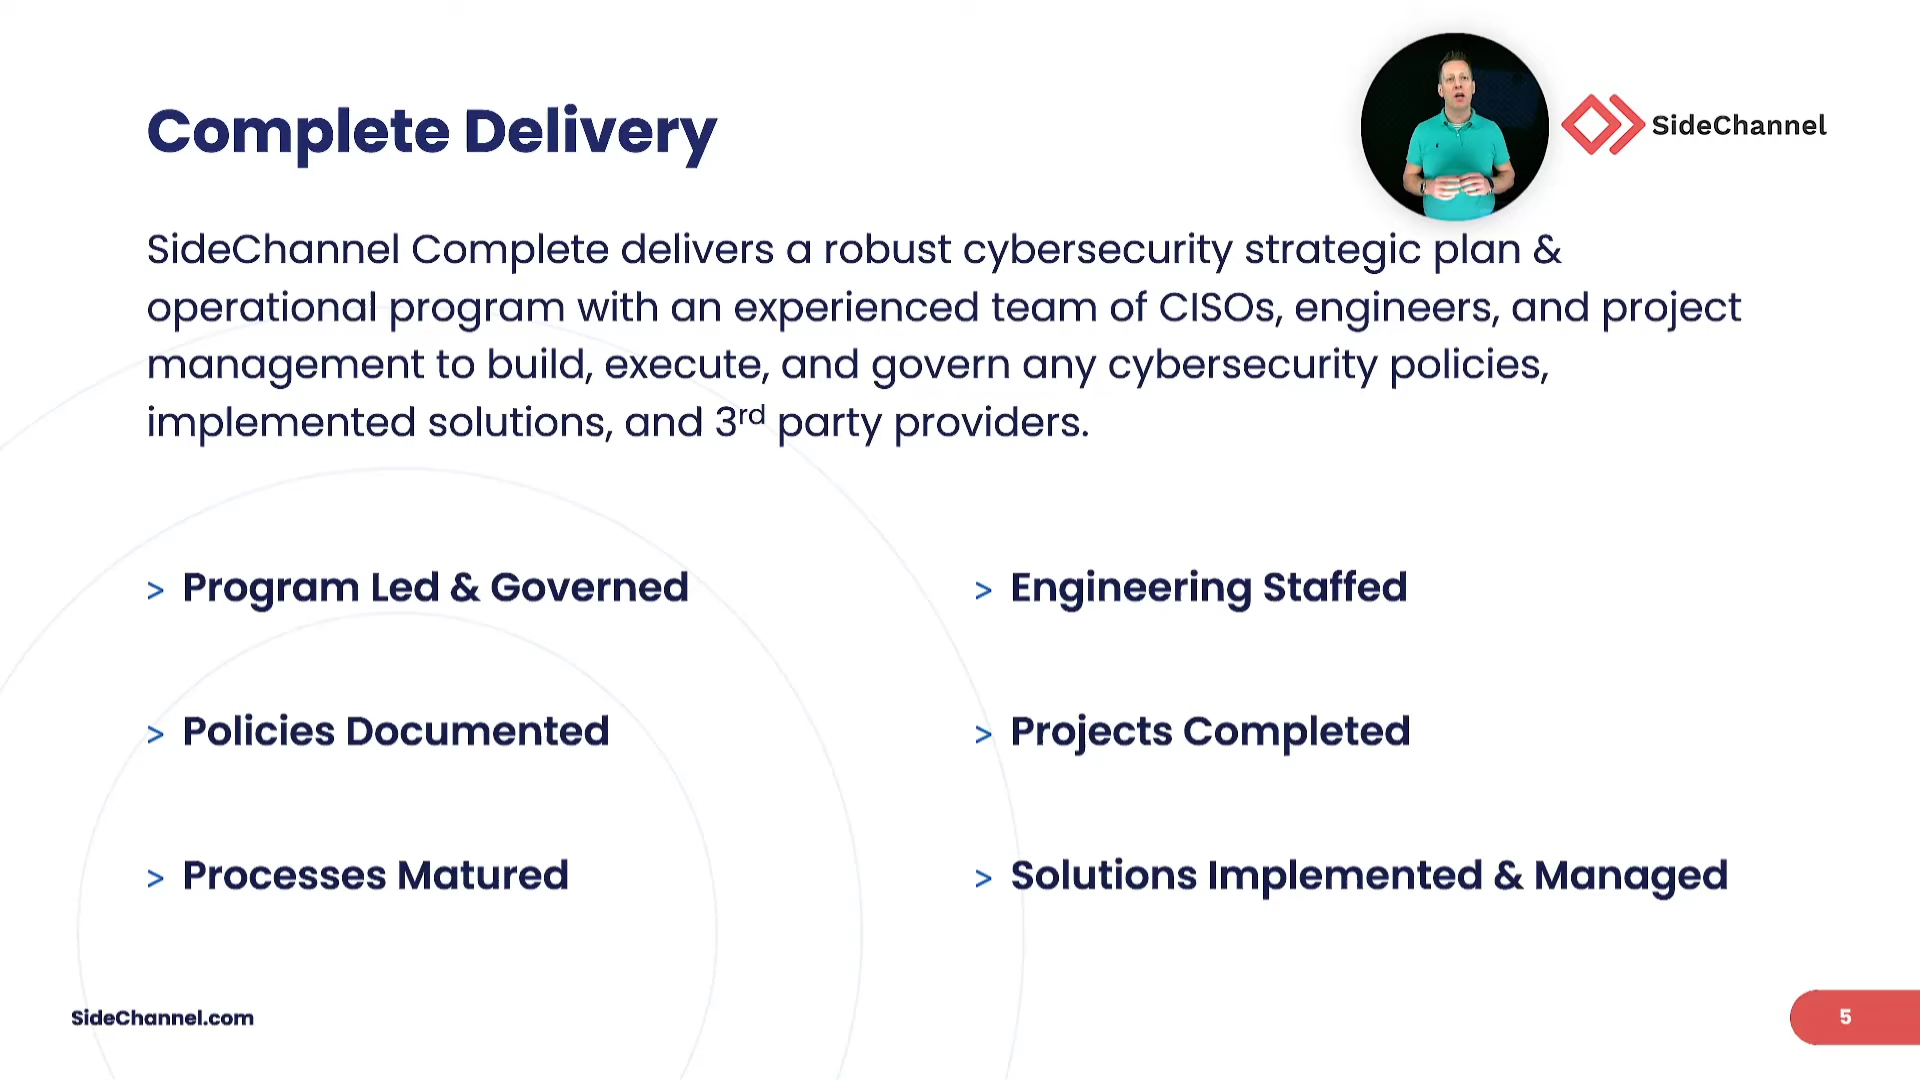 Complete Delivery
SideChannel
SideChannel Complete delivers a robust cybersecurity strategic plan &
operational program with an experienced team of CISOs, engineers, and project
management to build, execute, and govern any cybersecurity policies,
implemented solutions, and 3rd party providers.
> Program Led & Governed
> Engineering Staffed
> Policies Documented
> Projects Completed
> Processes Matured
> Solutions Implemented & Managed
SideChannel.com
5